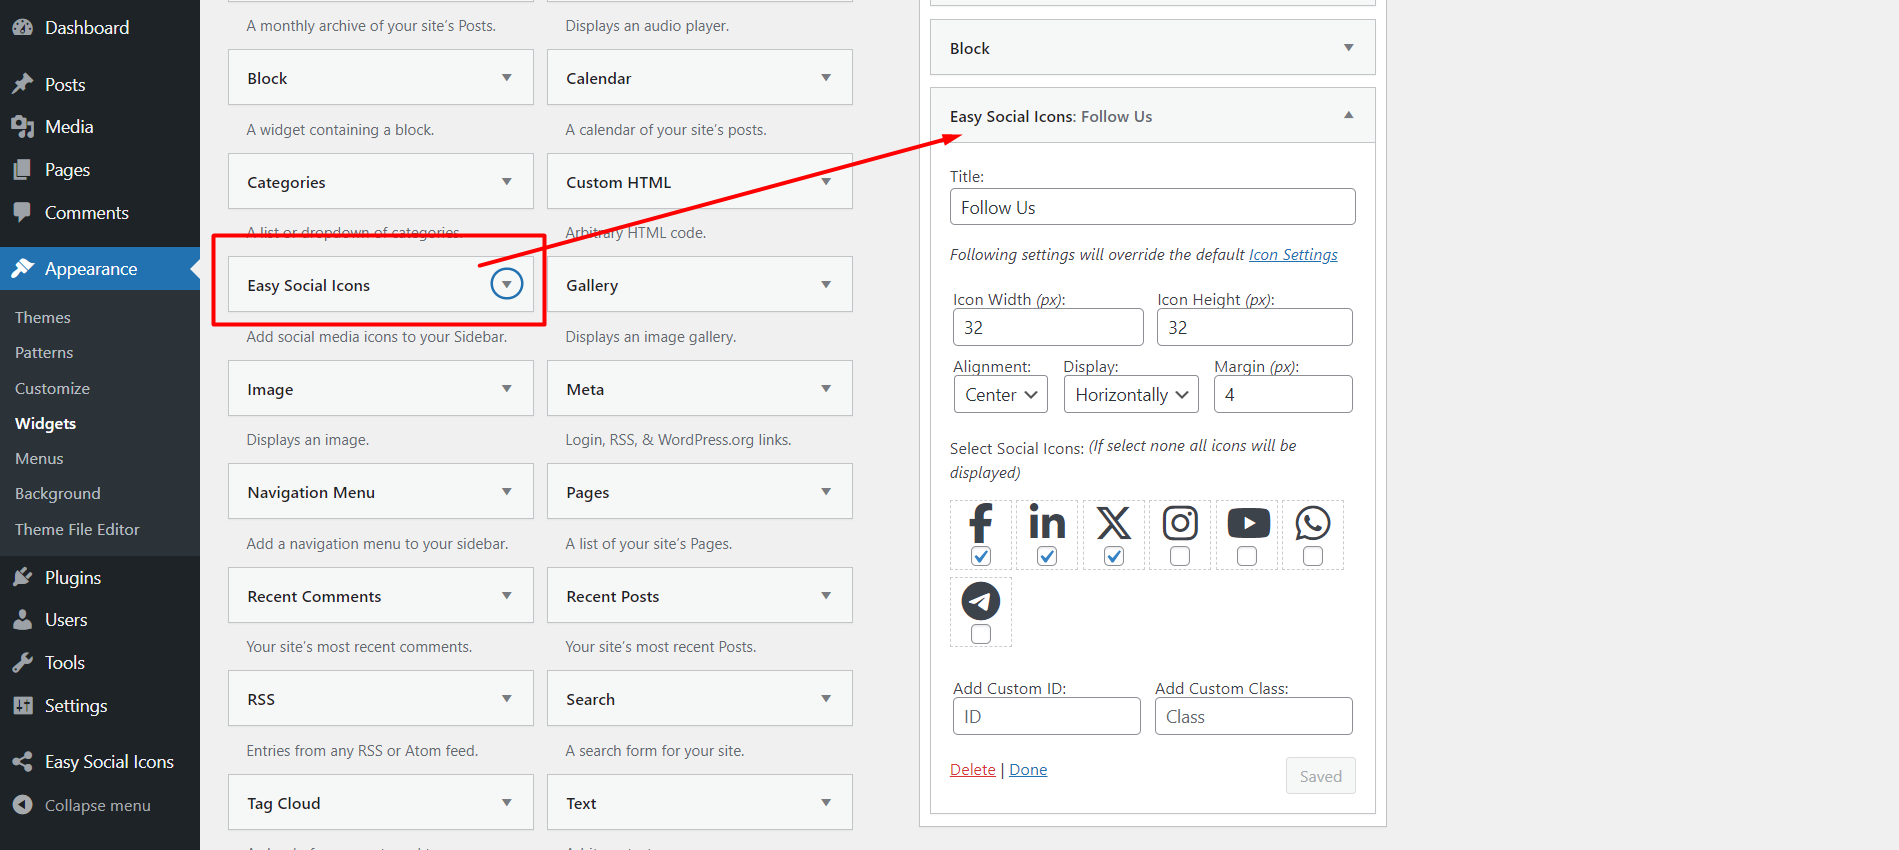 Dashboard
Posts
Media
Pages
Comments
Appearance
Themes
Patterns
Customize
Widgets
Menus
Background
Theme File Editor
Plugins
Users
Tools
Settings
Easy Social Icons
Collapse menu
A monthly archive of your site's Posts.
Displays an audio player.
Block
Calendar
A widget containing a block.
A calendar of your site's posts.
Categories
Custom HTML
A list or dropdown of categories.
Arbitrary HTML code.
Easy Social Icons
Gallery
Add social media icons to your Sidebar.
Displays an image gallery.
Image
Meta
Displays an image.
Login, RSS, & WordPress.org links.
Navigation Menu
Pages
Add a navigation menu to your sidebar.
A list of your site's Pages.
Recent Comments
Recent Posts
Your site's most recent comments.
Your site's most recent Posts.
RSS
Search
Entries from any RSS or Atom feed.
A search form for your site.
Tag Cloud
Text
Block
Easy Social Icons: Follow Us
Title:
Follow Us
Following settings will override the default Icon Settings
Icon Width (px):
Icon Height (px):
32
32
Alignment:
Display:
Margin (px):
Center
Horizontally
4
Select Social Icons: (If select none all icons will be
displayed)
Add Custom ID:
Add Custom Class:
ID
Class
Delete | Done
Saved